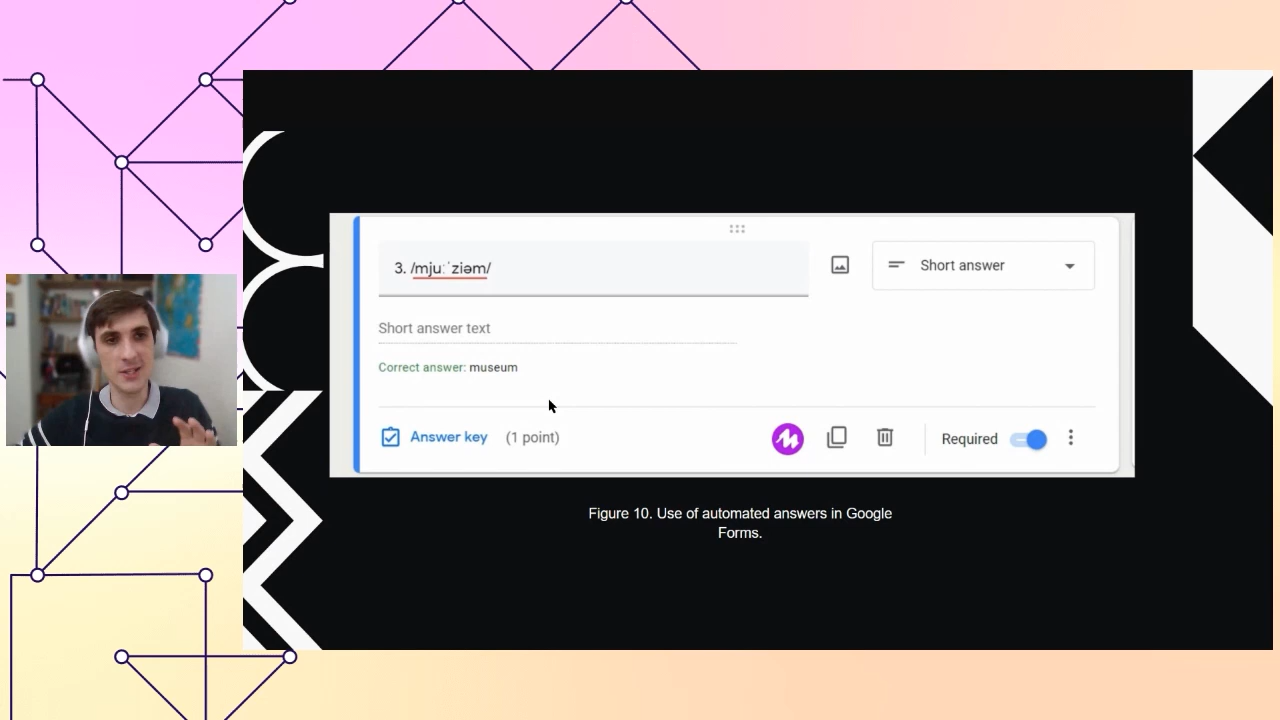 3. /mjuːˈziəm/
Short answer
Short answer text
Correct answer: museum
Answer key (1 point)
Required
Figure 10. Use of automated answers in Google
Forms.